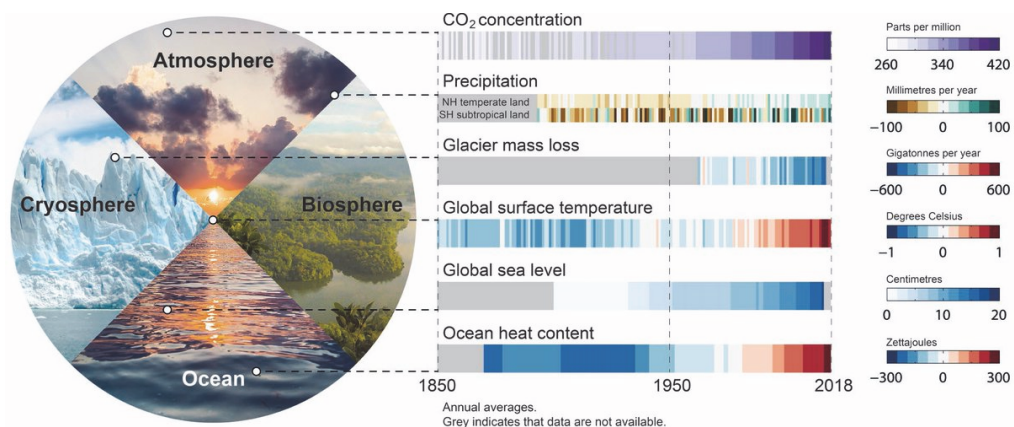 Atmosphere
Cryosphere
Biosphere
Ocean
CO₂ concentration
Precipitation
NH temperate land
SH subtropical land
Glacier mass loss
Global surface temperature
Global sea level
Ocean heat content
1850
1950
2018
Annual averages.
Grey indicates that data are not available.
Parts per million
260 340 420
Millimetres per year
−100 0 100
Gigatonnes per year
−600 0 600
Degrees Celsius
−1 0 1
Centimetres
0 10 20
Zettajoules
−300 0 300